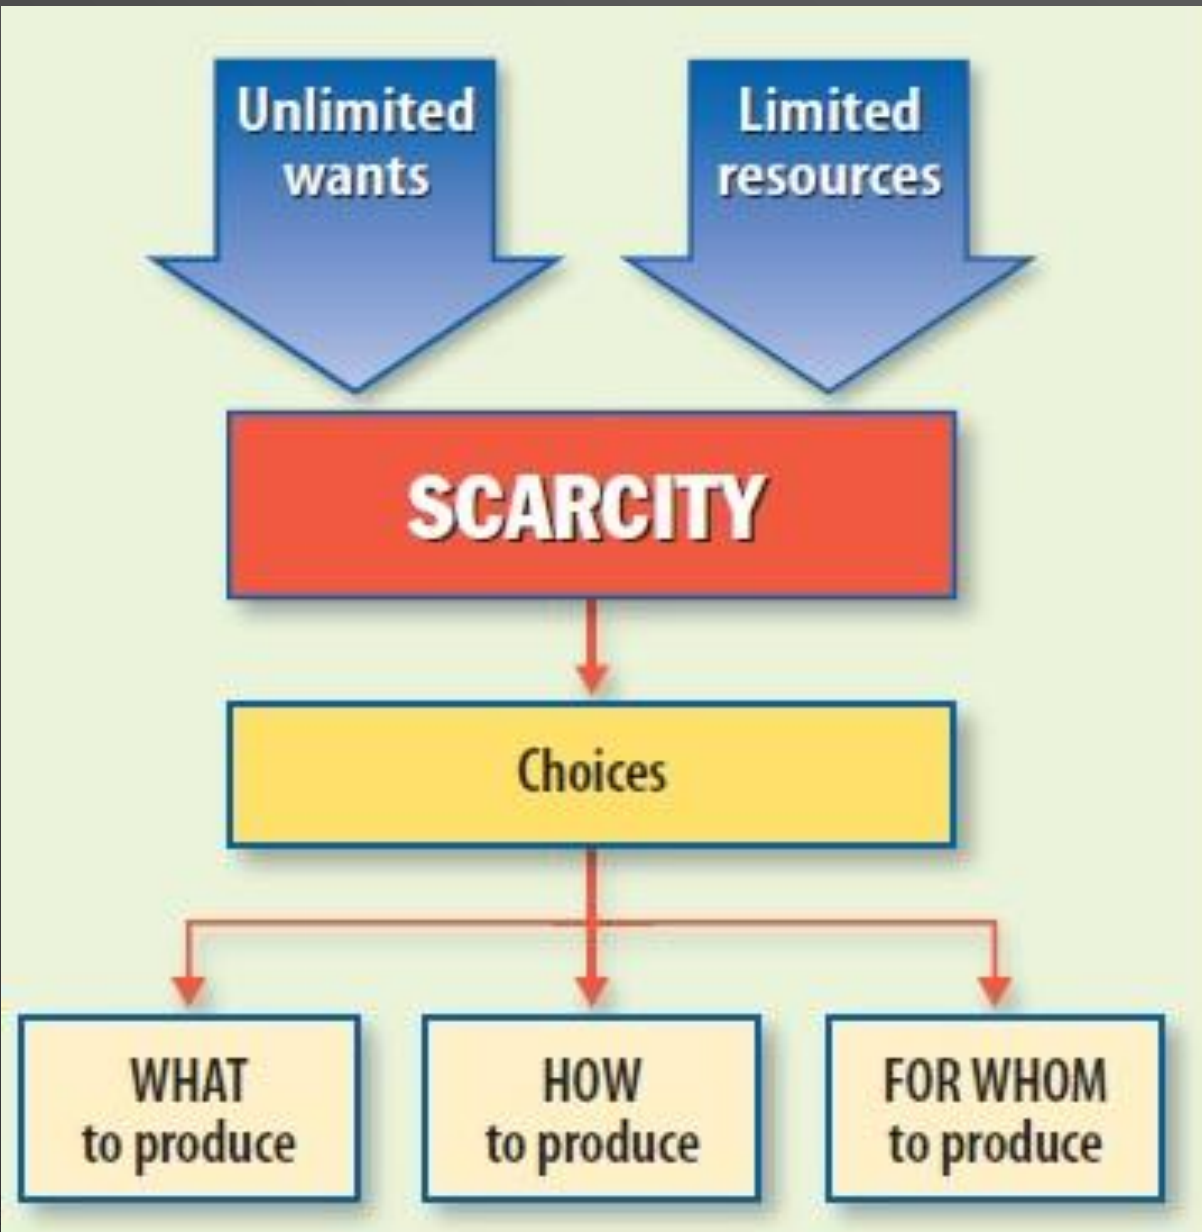 Unlimited
wants
Limited
resources
SCARCITY
Choices
WHAT
to produce
HOW
to produce
FOR WHOM
to produce